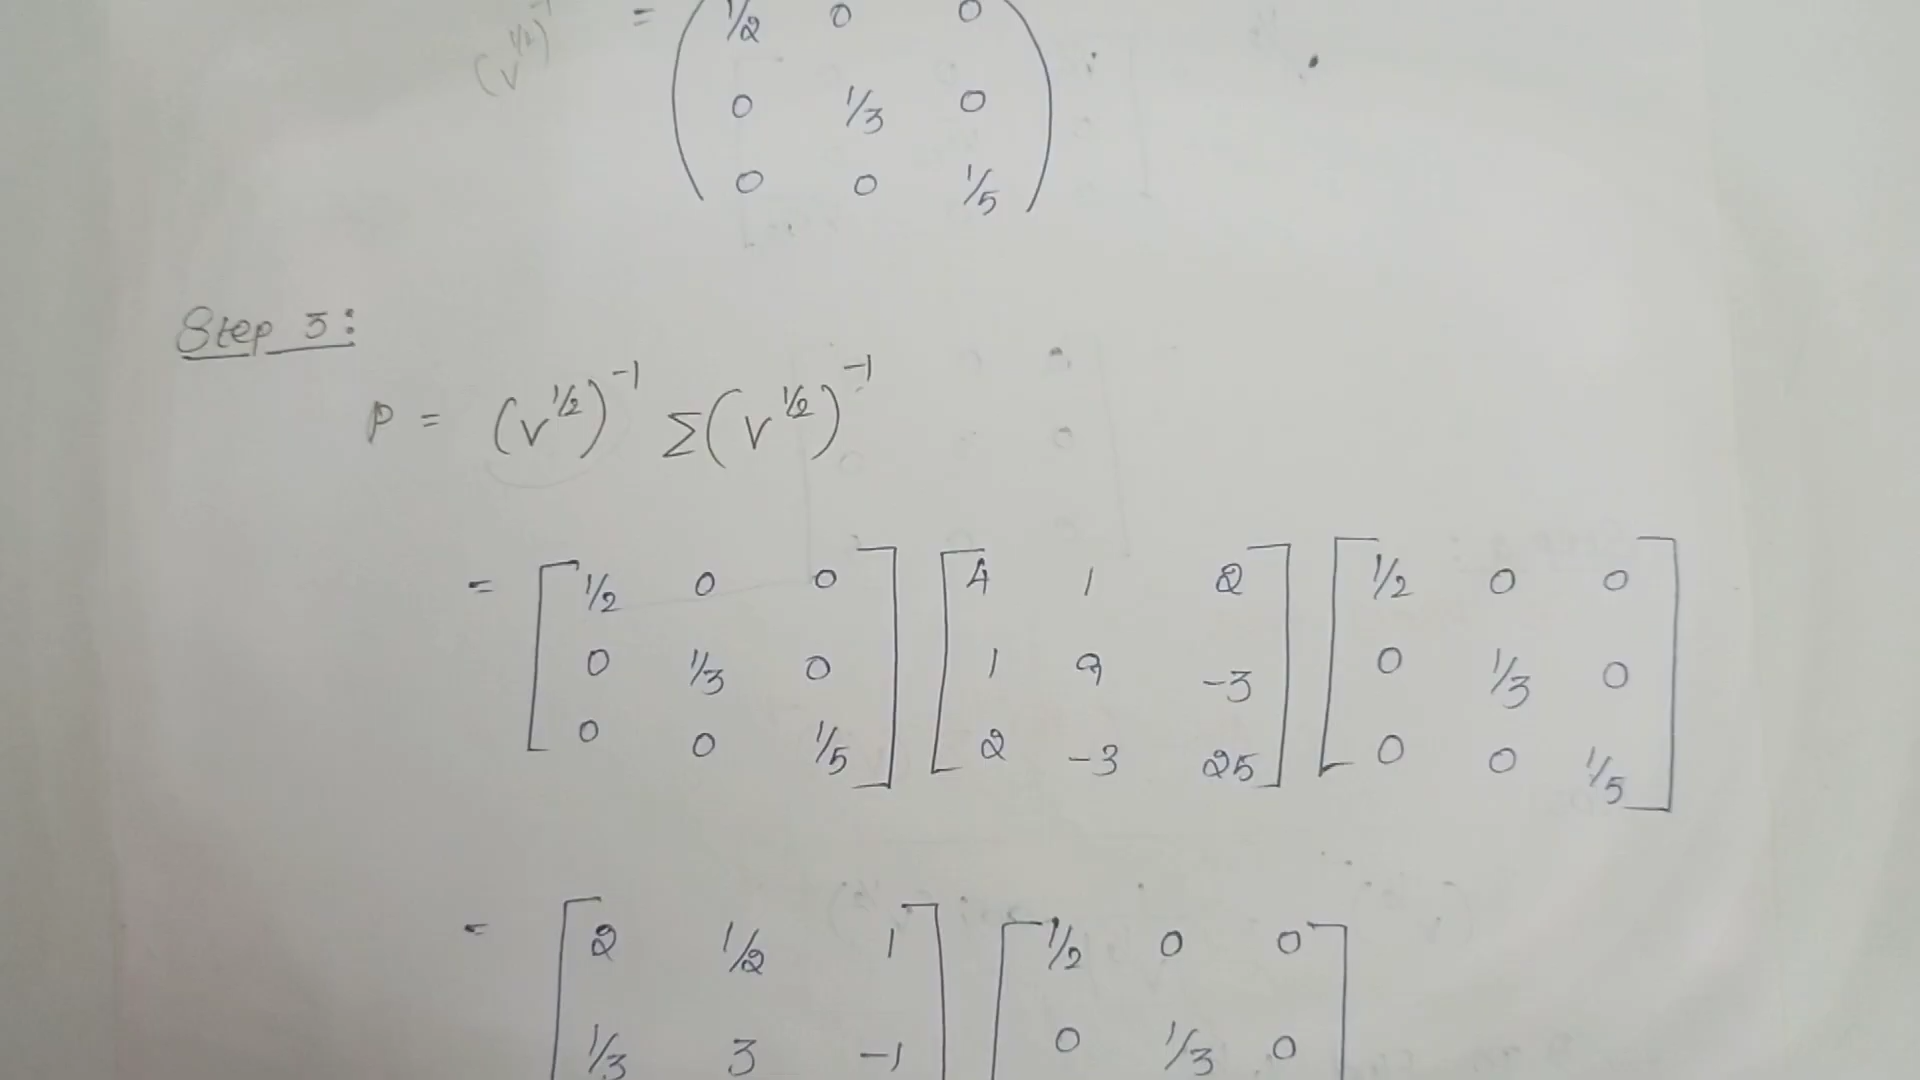 (v^{1/2})^{-1} = ( 1/2 0 0
0 1/3 0
0 0 1/5 )
Step 3:
ρ = (v^{1/2})^{-1} Σ (v^{1/2})^{-1}
= [ 1/2 0 0 ] [ 4 1 2 ] [ 1/2 0 0 ]
[ 0 1/3 0 ] [ 1 9 -3 ] [ 0 1/3 0 ]
[ 0 0 1/5 ] [ 2 -3 25 ] [ 0 0 1/5 ]
= [ 2 1/2 1 ] [ 1/2 0 0 ]
[ 1/3 3 -1 ] [ 0 1/3 0